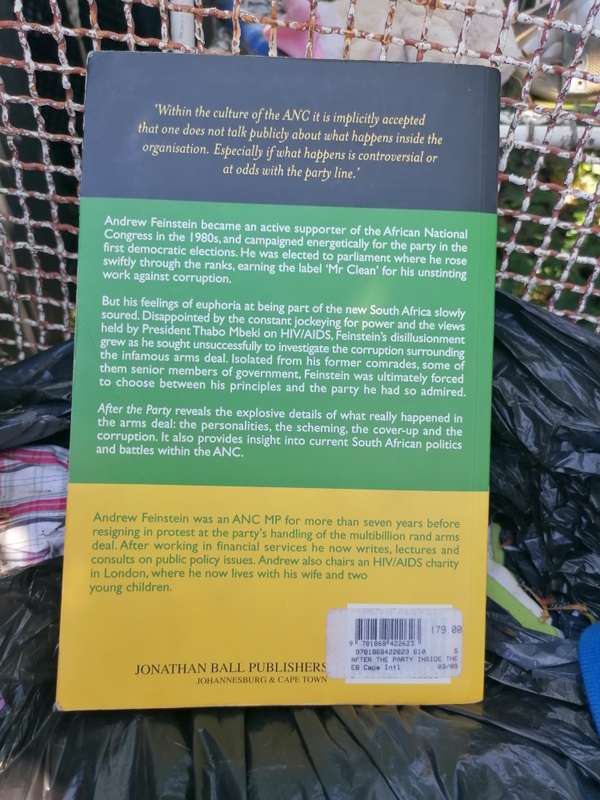 'Within the culture of the ANC it is implicitly accepted
that one does not talk publicly about what happens inside the
organisation. Especially if what happens is controversial or
at odds with the party line.'
Andrew Feinstein became an active supporter of the African National
Congress in the 1980s, and campaigned energetically for the party in the
first democratic elections. He was elected to parliament where he rose
swiftly through the ranks, earning the label 'Mr Clean' for his unstinting
work against corruption.
But his feelings of euphoria at being part of the new South Africa slowly
soured. Disappointed by the constant jockeying for power and the views
held by President Thabo Mbeki on HIV/AIDS, Feinstein's disillusionment
grew as he sought unsuccessfully to investigate the corruption surrounding
the infamous arms deal. Isolated from his former comrades, some of
them senior members of government, Feinstein was ultimately forced
to choose between his principles and the party he had so admired.
After the Party reveals the explosive details of what really happened in
the arms deal: the personalities, the scheming, the cover-up and the
corruption. It also provides insight into current South African politics
and battles within the ANC.
Andrew Feinstein was an ANC MP for more than seven years before
resigning in protest at the party's handling of the multibillion rand arms
deal. After working in financial services he now writes, lectures and
consults on public policy issues. Andrew also chairs an HIV/AIDS charity
in London, where he now lives with his wife and two
young children.
179.00
9 781868 422623
9781868422623 610 S
AFTER THE PARTY INSIDE THE
EB Cape Intl 03/09
JONATHAN BALL PUBLISHERS
JOHANNESBURG & CAPE TOWN